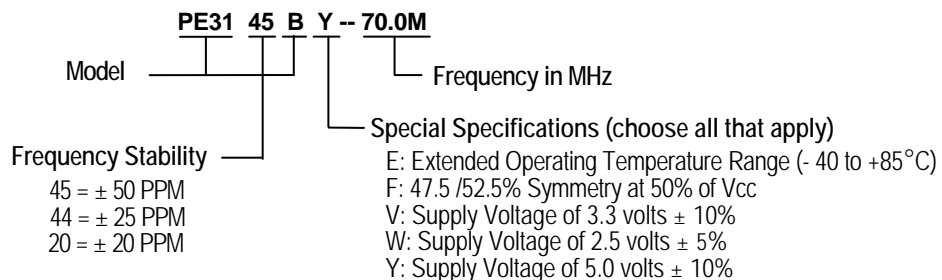 PE31 45 B Y -- 70.0M
Model
Frequency in MHz
Special Specifications (choose all that apply)
E: Extended Operating Temperature Range (- 40 to +85°C)
F: 47.5 /52.5% Symmetry at 50% of Vcc
V: Supply Voltage of 3.3 volts ± 10%
W: Supply Voltage of 2.5 volts ± 5%
Y: Supply Voltage of 5.0 volts ± 10%
Frequency Stability
45 = ± 50 PPM
44 = ± 25 PPM
20 = ± 20 PPM